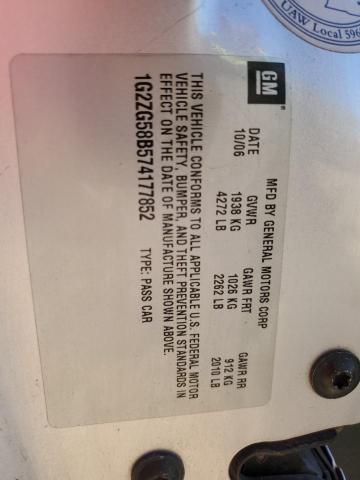 UAW Local 596
GM
MFD BY GENERAL MOTORS CORP
DATE GVWR GAWR FRT GAWR RR
10/06 1938 KG 1026 KG 912 KG
4272 LB 2262 LB 2010 LB
THIS VEHICLE CONFORMS TO ALL APPLICABLE U.S. FEDERAL MOTOR
VEHICLE SAFETY, BUMPER, AND THEFT PREVENTION STANDARDS IN
EFFECT ON THE DATE OF MANUFACTURE SHOWN ABOVE.
1G2ZG58B574177852 TYPE: PASS CAR